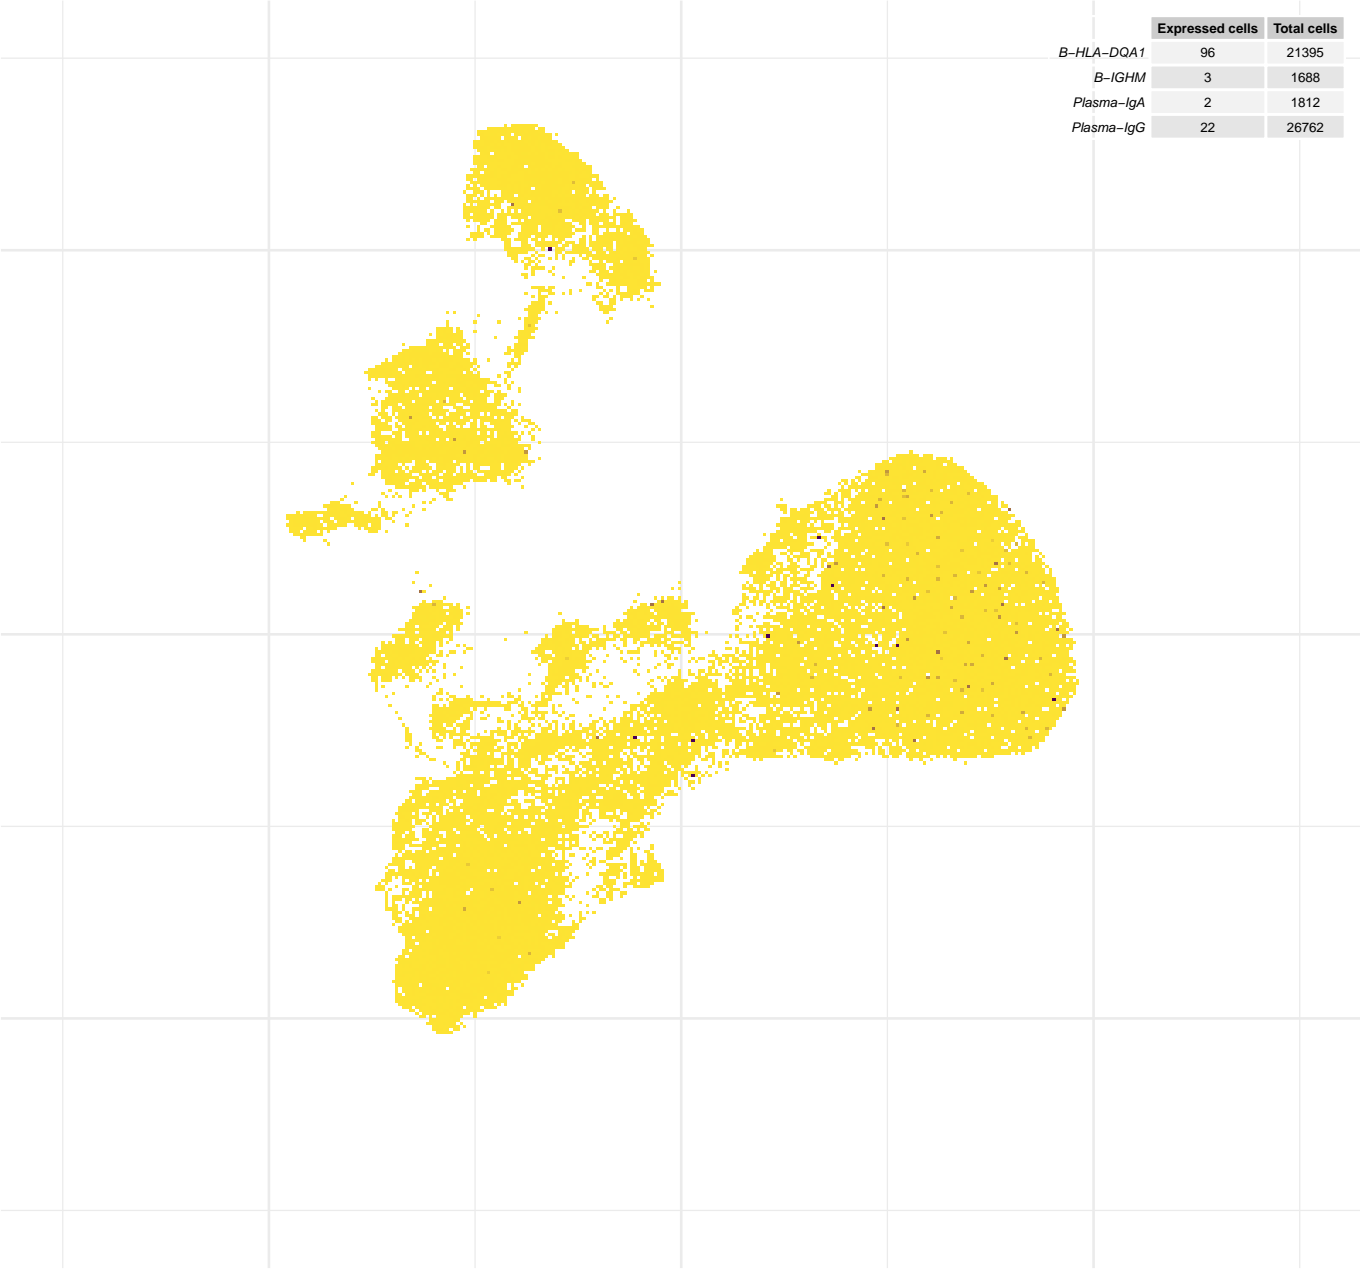 Expressed cells Total cells
B−HLA−DQA1 96 21395
B−IGHM 3 1688
Plasma−IgA 2 1812
Plasma−IgG 22 26762